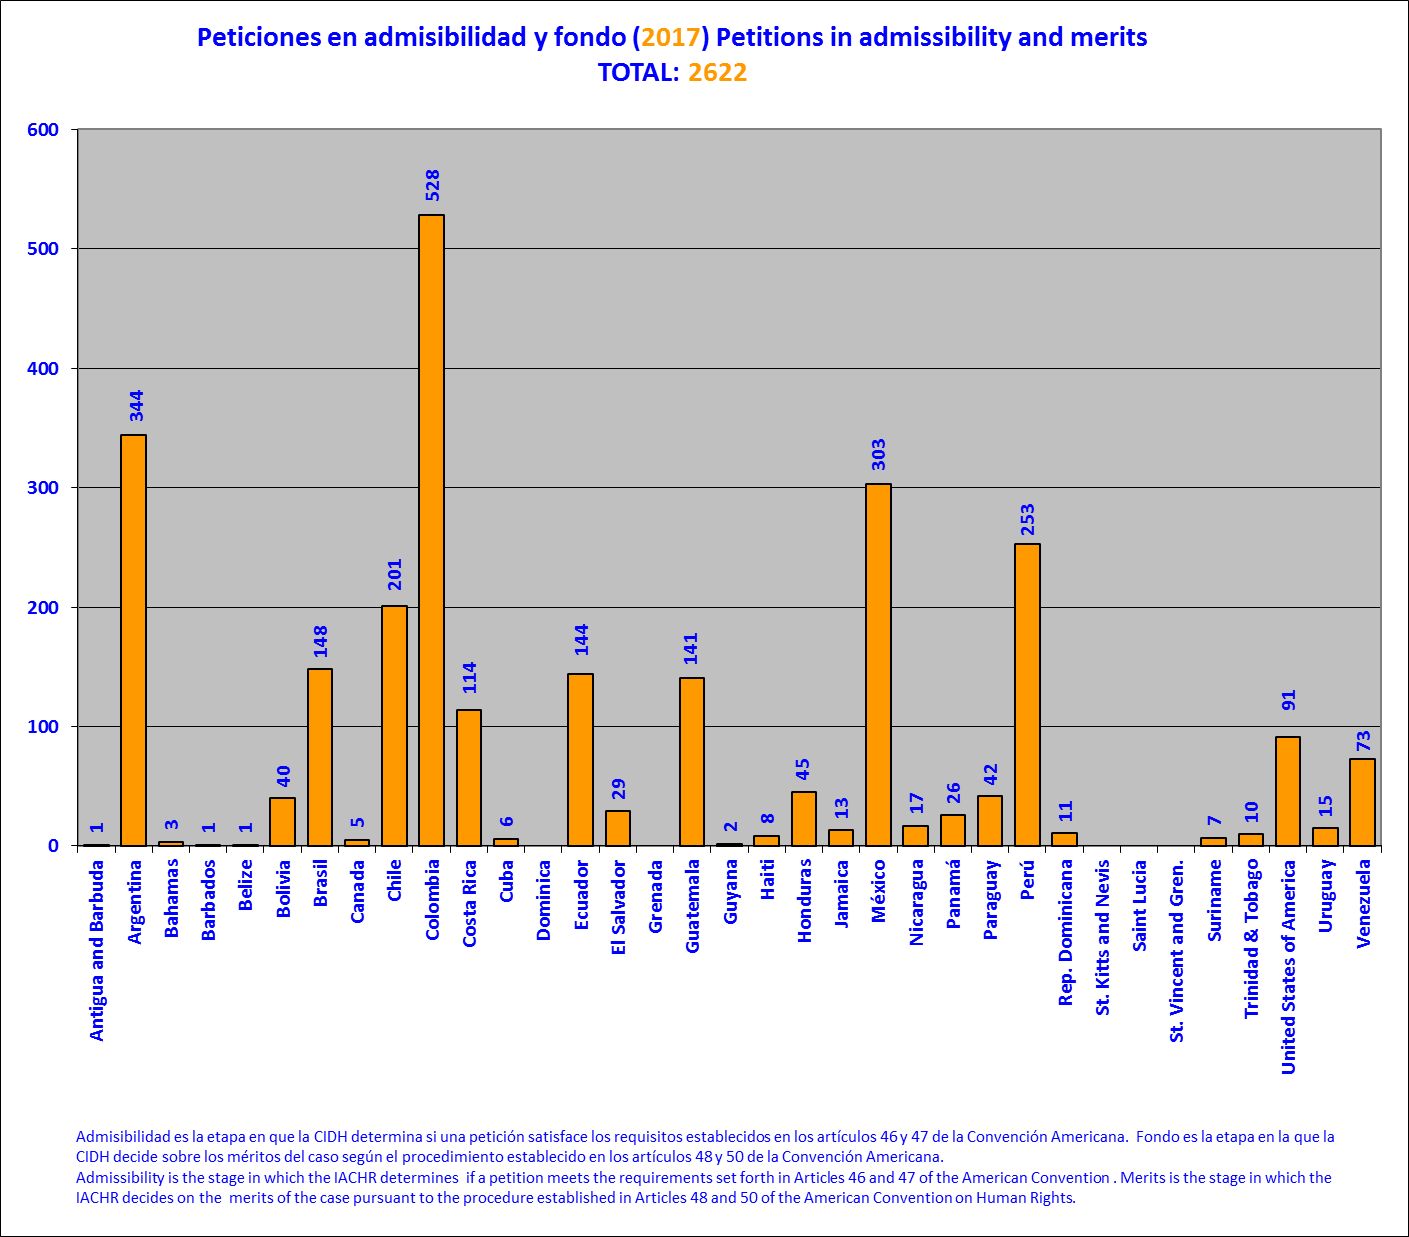 Peticiones en admisibilidad y fondo (2017) Petitions in admissibility and merits
TOTAL: 2622
600
500
400
300
200
100
0
1
344
3
1
1
40
148
5
201
528
114
6
144
29
141
2
8
45
13
303
17
26
42
253
11
7
10
91
15
73
Antigua and Barbuda
Argentina
Bahamas
Barbados
Belize
Bolivia
Brasil
Canada
Chile
Colombia
Costa Rica
Cuba
Dominica
Ecuador
El Salvador
Grenada
Guatemala
Guyana
Haiti
Honduras
Jamaica
México
Nicaragua
Panamá
Paraguay
Perú
Rep. Dominicana
St. Kitts and Nevis
Saint Lucia
St. Vincent and Gren.
Suriname
Trinidad & Tobago
United States of America
Uruguay
Venezuela
Admisibilidad es la etapa en que la CIDH determina si una petición satisface los requisitos establecidos en los artículos 46 y 47 de la Convención Americana. Fondo es la etapa en la que la
CIDH decide sobre los méritos del caso según el procedimiento establecido en los artículos 48 y 50 de la Convención Americana.
Admissibility is the stage in which the IACHR determines if a petition meets the requirements set forth in Articles 46 and 47 of the American Convention . Merits is the stage in which the
IACHR decides on the merits of the case pursuant to the procedure established in Articles 48 and 50 of the American Convention on Human Rights.